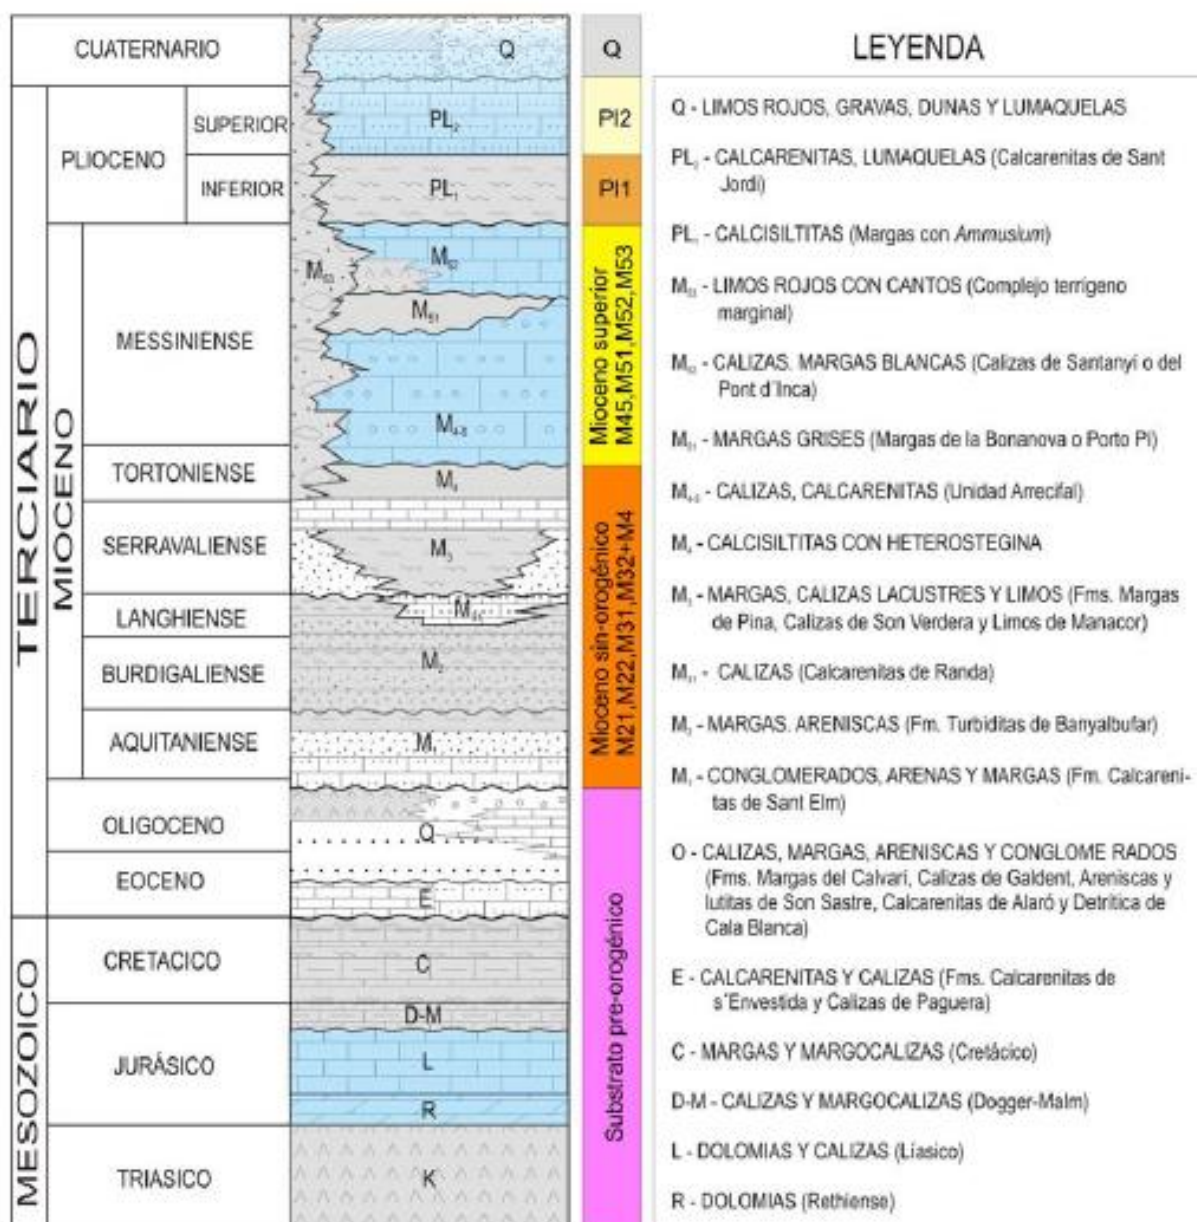 CUATERNARIO
TERCIARIO
PLIOCENO
SUPERIOR
INFERIOR
MIOCENO
MESSINIENSE
TORTONIENSE
SERRAVALIENSE
LANGHIENSE
BURDIGALIENSE
AQUITANIENSE
OLIGOCENO
EOCENO
MESOZOICO
CRETACICO
JURÁSICO
TRIASICO
Q
PL₂
PL₁
M₅₂
M₅₃
M₅₁
M₄₋₅
M₄
M₃
M₂
M₁
O
E
C
D-M
L
R
K
Q
Pl2
Pl1
Mioceno superior
M45,M51,M52,M53
Mioceno sin-orogénico
M21,M22,M31,M32+M4
Substrato pre-orogénico
LEYENDA
Q - LIMOS ROJOS, GRAVAS, DUNAS Y LUMAQUELAS
PL₂ - CALCARENITAS, LUMAQUELAS (Calcarenitas de Sant
Jordi)
PL₁ - CALCISILTITAS (Margas con Ammusium)
M₅₃ - LIMOS ROJOS CON CANTOS (Complejo terrígeno
marginal)
M₅₂ - CALIZAS. MARGAS BLANCAS (Calizas de Santanyí o del
Pont d´Inca)
M₅₁ - MARGAS GRISES (Margas de la Bonanova o Porto Pi)
M₄₋₅ - CALIZAS, CALCARENITAS (Unidad Arrecifal)
M₄ - CALCISILTITAS CON HETEROSTEGINA
M₃ - MARGAS, CALIZAS LACUSTRES Y LIMOS (Fms. Margas
de Pina, Calizas de Son Verdera y Limos de Manacor)
- CALIZAS (Calcarenitas de Randa)
M₂ - MARGAS. ARENISCAS (Fm. Turbiditas de Banyalbufar)
M₁ - CONGLOMERADOS, ARENAS Y MARGAS (Fm. Calcareni-
tas de Sant Elm)
O - CALIZAS, MARGAS, ARENISCAS Y CONGLOME RADOS
(Fms. Margas del Calvari, Calizas de Galdent, Areniscas y
lutitas de Son Sastre, Calcarenitas de Alaró y Detrítica de
Cala Blanca)
E - CALCARENITAS Y CALIZAS (Fms. Calcarenitas de
s´Envestida y Calizas de Paguera)
C - MARGAS Y MARGOCALIZAS (Cretácico)
D-M - CALIZAS Y MARGOCALIZAS (Dogger-Malm)
L - DOLOMIAS Y CALIZAS (Líasico)
R - DOLOMIAS (Rethiense)